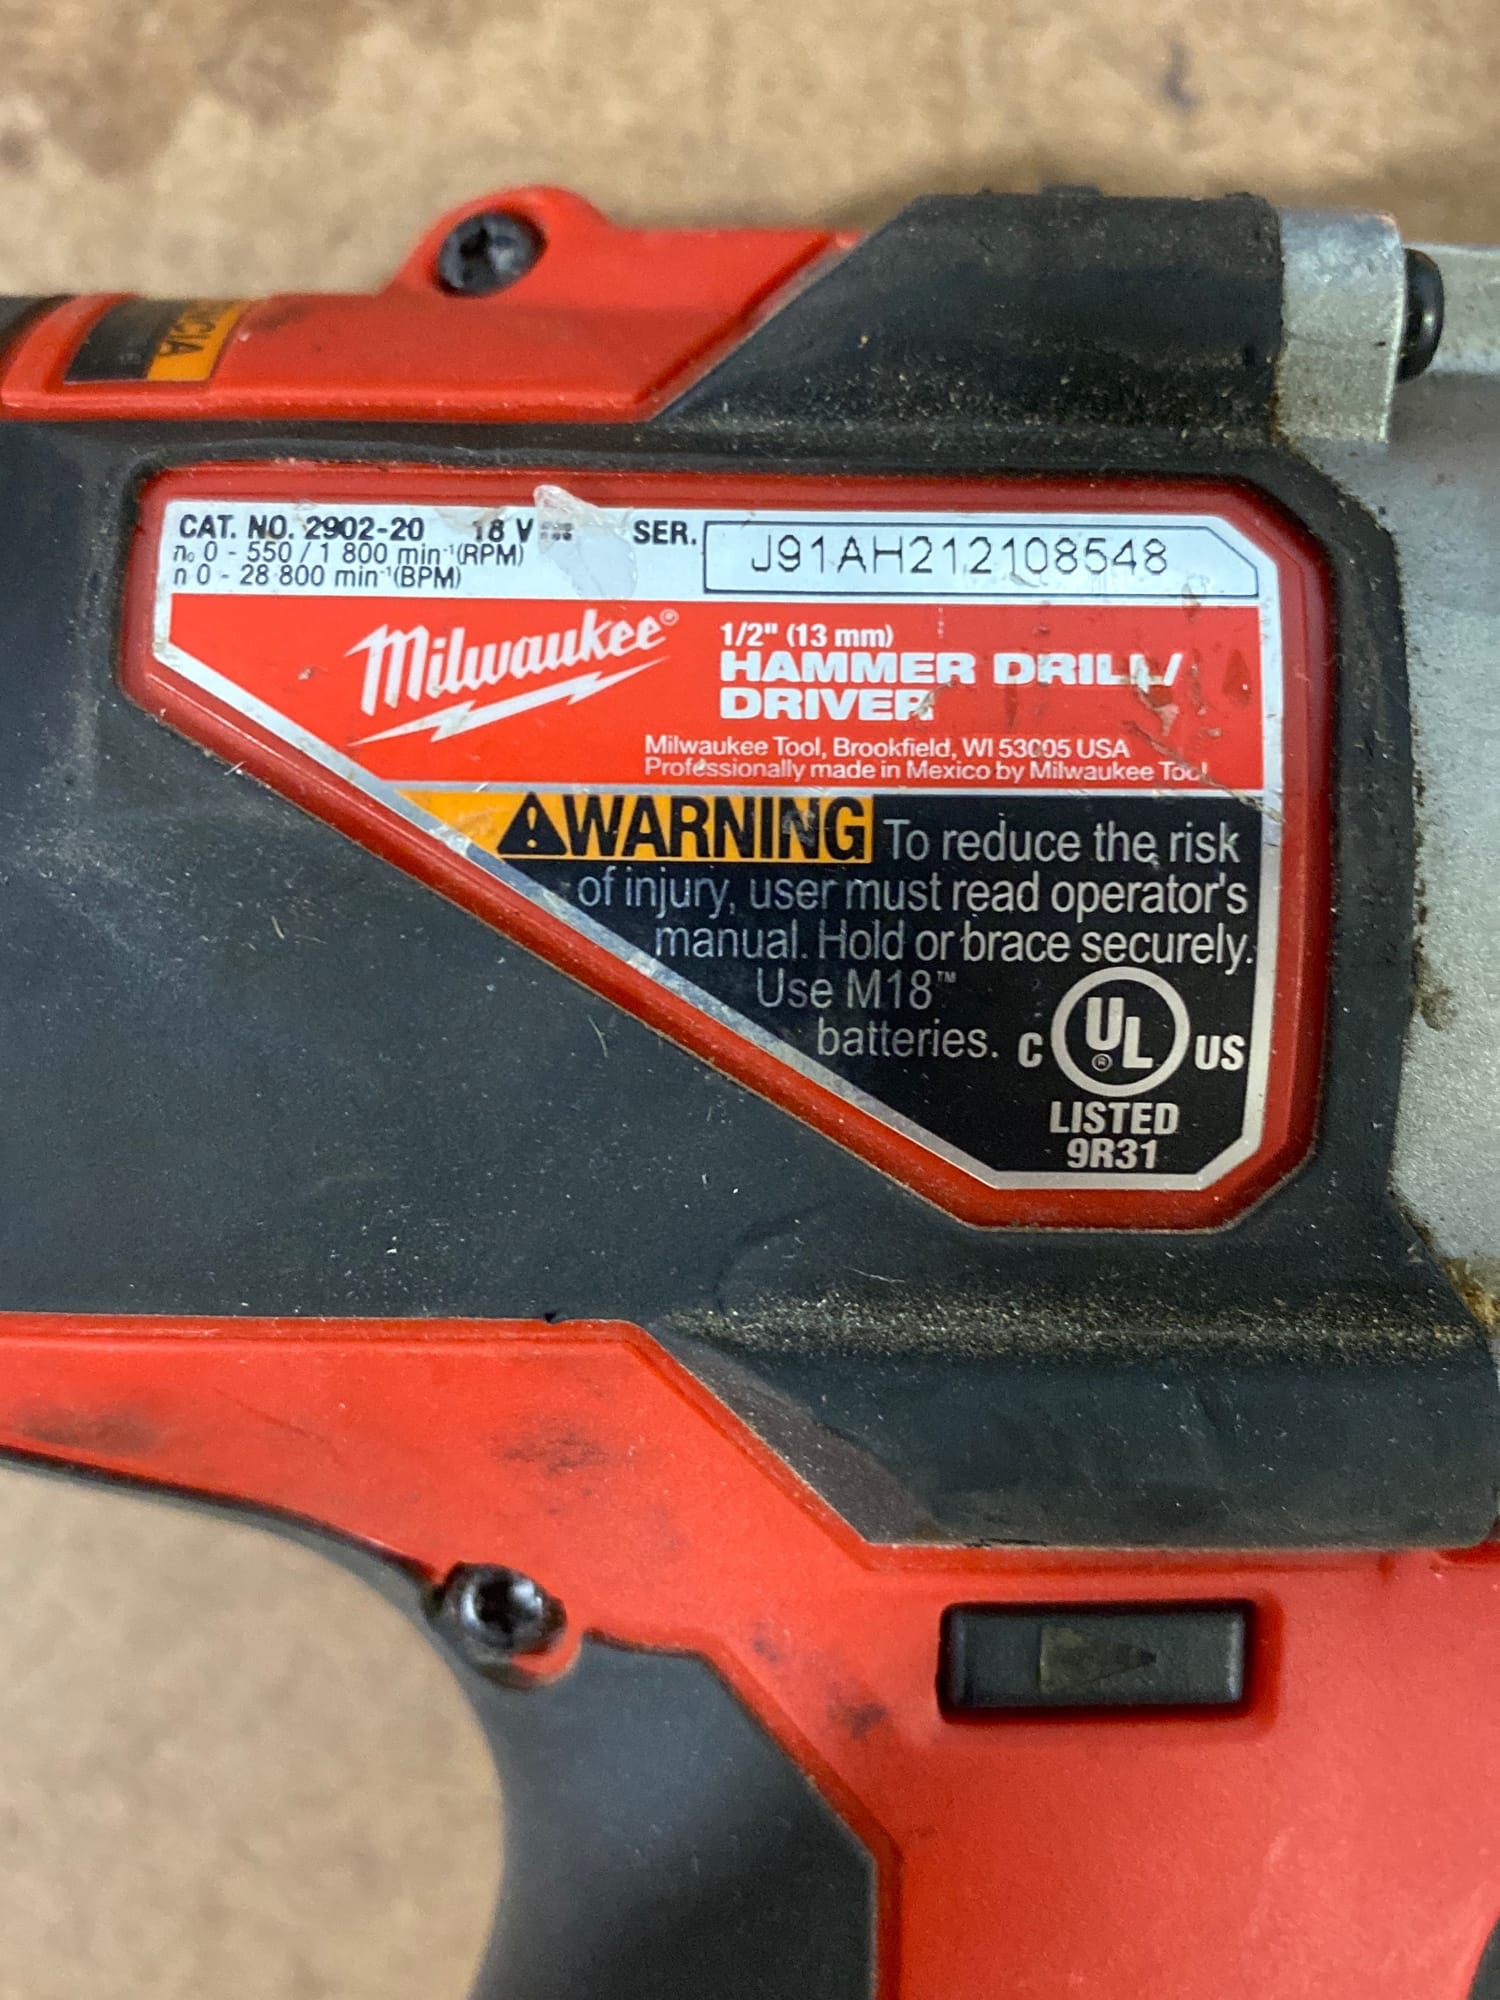 CIA
CAT. NO. 2902-20 18 V
SER. J91AH212108548
n₀ 0 - 550 / 1 800 min⁻¹(RPM)
n 0 - 28 800 min⁻¹(BPM)
Milwaukee®
1/2" (13 mm)
HAMMER DRILL/
DRIVER
Milwaukee Tool, Brookfield, WI 53005 USA
Professionally made in Mexico by Milwaukee Tool
WARNING To reduce the risk
of injury, user must read operator's
manual. Hold or brace securely.
Use M18™
batteries.
C UL® US
LISTED
9R31